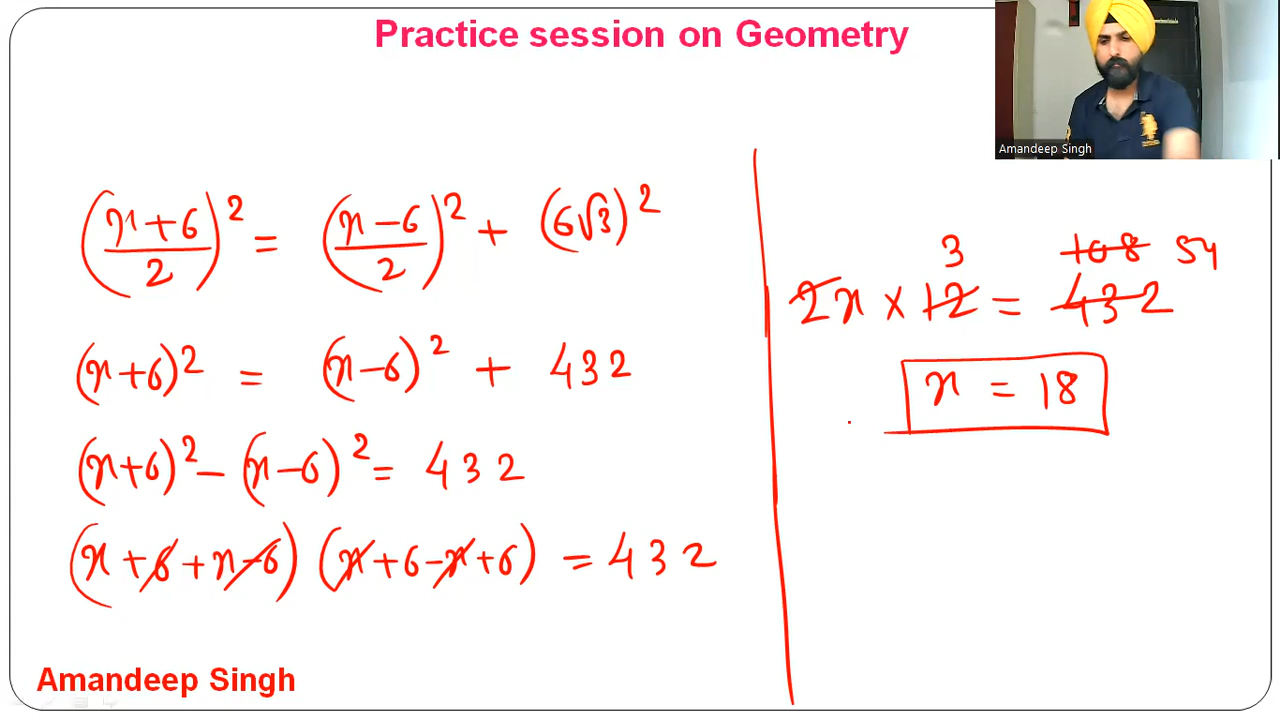 Practice session on Geometry
Amandeep Singh
((x+6)/2)² = ((x-6)/2)² + (6√3)²
(x+6)² = (x-6)² + 432
(x+6)² - (x-6)² = 432
(x+6+x-6) (x+6-x+6) = 432
3 108 54
2x × 12 = 432
x = 18
Amandeep Singh